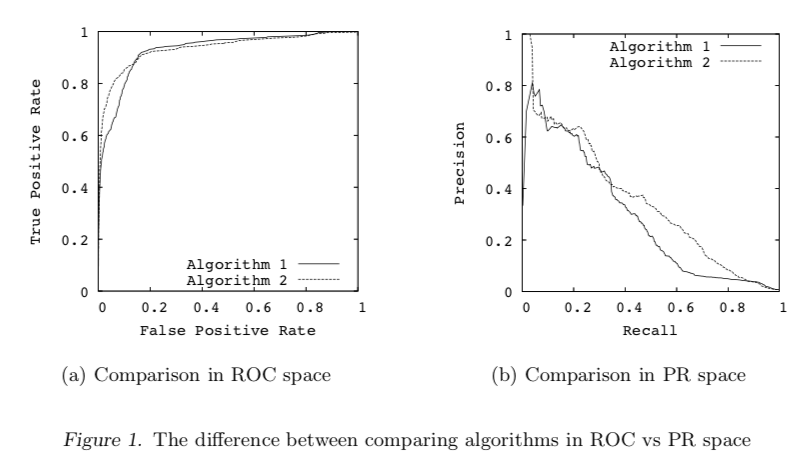 1
0.8
0.6
0.4
0.2
0
True Positive Rate
Algorithm 1
Algorithm 2
0 0.2 0.4 0.6 0.8 1
False Positive Rate
(a) Comparison in ROC space
Algorithm 1
Algorithm 2
1
0.8
0.6
0.4
0.2
0
Precision
0 0.2 0.4 0.6 0.8 1
Recall
(b) Comparison in PR space
Figure 1. The difference between comparing algorithms in ROC vs PR space